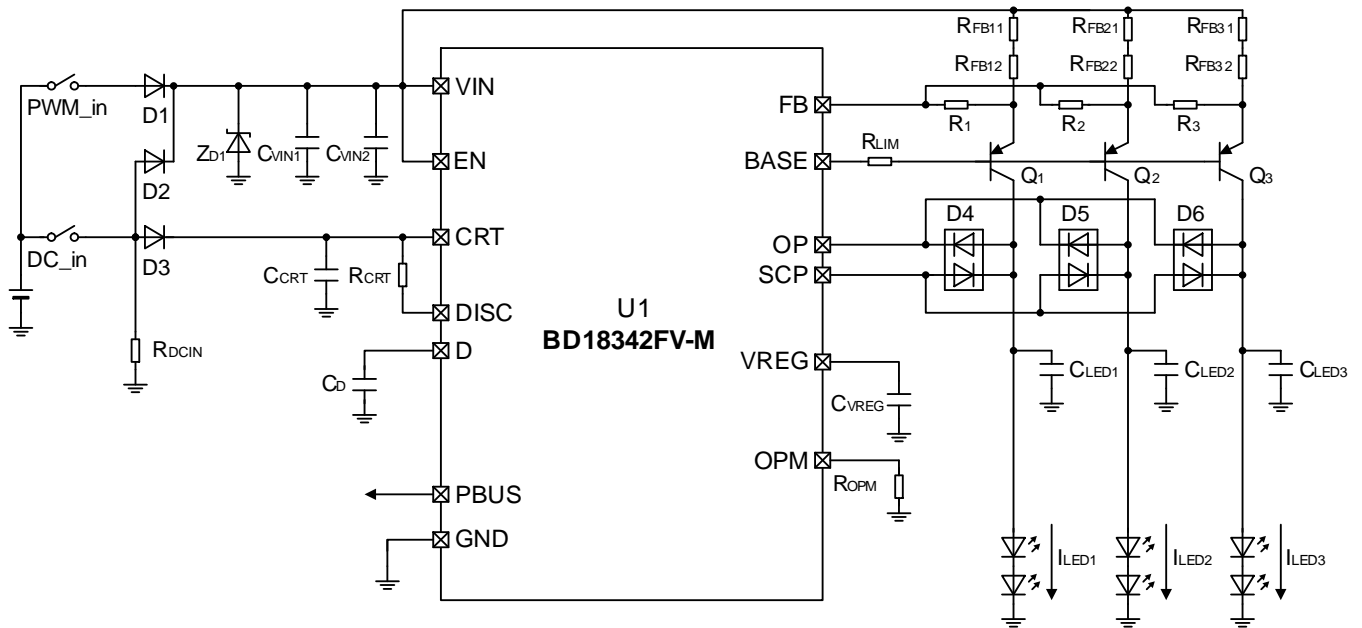 RFB11
RFB21
RFB31
RFB12
RFB22
RFB32
PWM_in
D1
VIN
FB
R1
R2
R3
ZD1
CVIN1
CVIN2
RLIM
D2
EN
BASE
Q1
Q2
Q3
DC_in
D3
CRT
D4
D5
D6
OP
SCP
CCRT
RCRT
DISC
U1
BD18342FV-M
RDCIN
D
CD
VREG
CLED1
CLED2
CLED3
CVREG
OPM
ROPM
PBUS
GND
ILED1
ILED2
ILED3